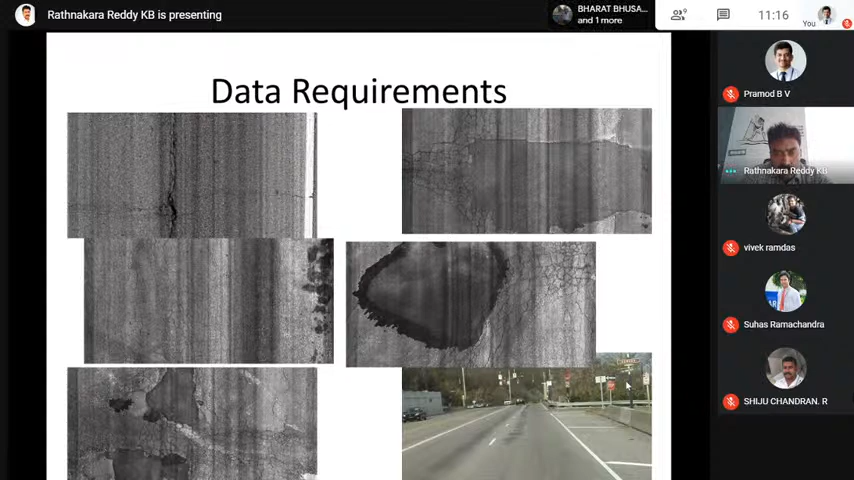 Rathnakara Reddy KB is presenting
BHARAT BHUSA...
and 1 more
9
11:16
You
Data Requirements
Pramod B V
Rathnakara Reddy KB
vivek ramdas
Suhas Ramachandra
SHIJU CHANDRAN. R